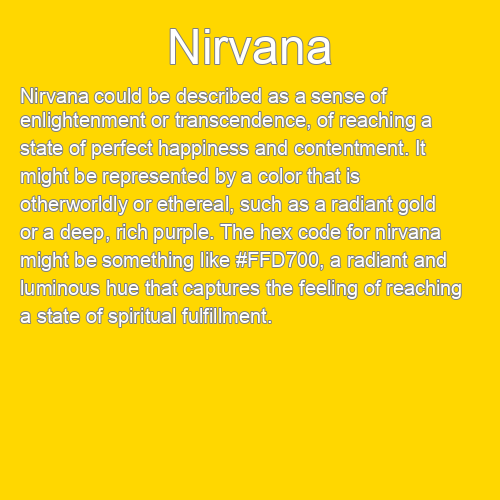 Nirvana
Nirvana could be described as a sense of
enlightenment or transcendence, of reaching a
state of perfect happiness and contentment. It
might be represented by a color that is
otherworldly or ethereal, such as a radiant gold
or a deep, rich purple. The hex code for nirvana
might be something like #FFD700, a radiant and
luminous hue that captures the feeling of reaching
a state of spiritual fulfillment.